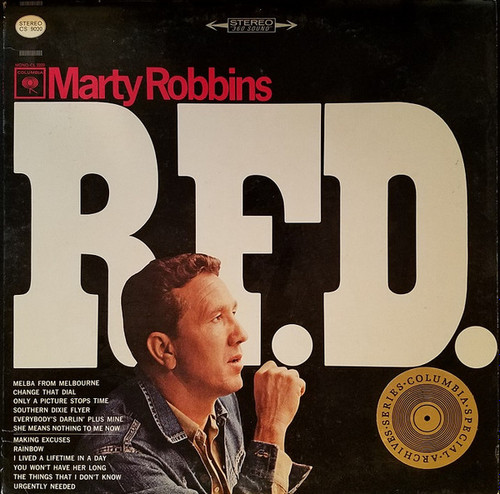 STEREO
CS 9020
STEREO
360 SOUND
COLUMBIA
Marty Robbins
R.F.D.
MELBA FROM MELBOURNE
CHANGE THAT DIAL
ONLY A PICTURE STOPS TIME
SOUTHERN DIXIE FLYER
EVERYBODY'S DARLIN' PLUS MINE
SHE MEANS NOTHING TO ME NOW
MAKING EXCUSES
RAINBOW
I LIVED A LIFETIME IN A DAY
YOU WON'T HAVE HER LONG
THE THINGS THAT I DON'T KNOW
URGENTLY NEEDED
COLUMBIA·SPECIAL·ARCHIVES·SERIES·